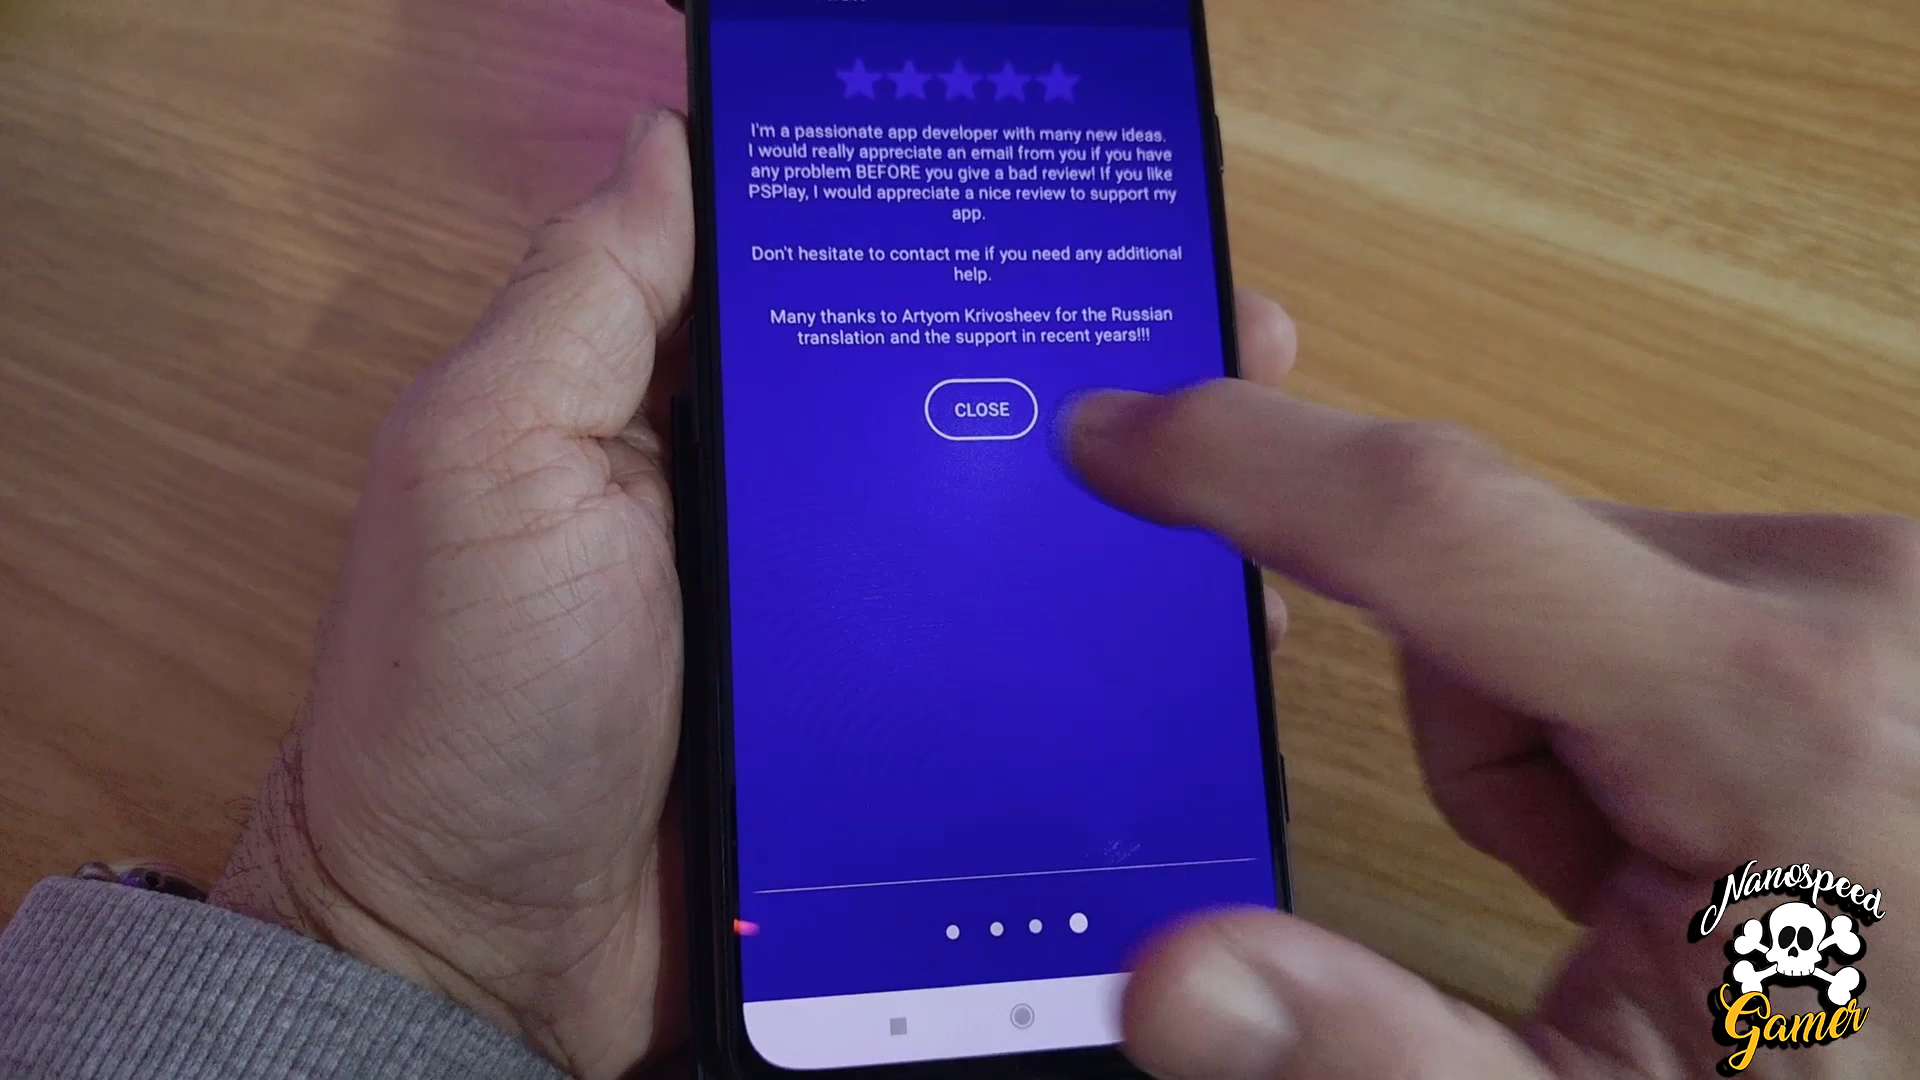 I'm a passionate app developer with many new ideas.
I would really appreciate an email from you if you have
any problem BEFORE you give a bad review! If you like
PSPlay, I would appreciate a nice review to support my
app.
Don't hesitate to contact me if you need any additional
help.
Many thanks to Artyom Krivosheev for the Russian
translation and the support in recent years!!!
CLOSE
Nanospeed
Gamer